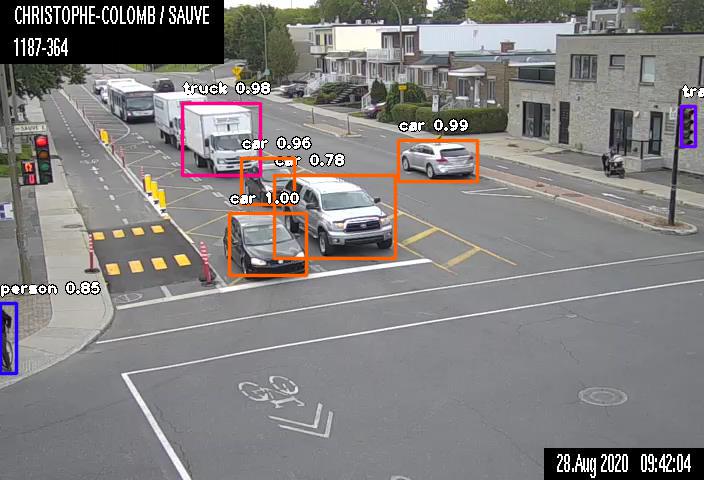 CHRISTOPHE-COLOMB / SAUVE
1187-364
truck 0.98
tra
car 0.96
car 0.99
car 0.78
SAUVE
car 1.00
person 0.85
28.Aug 2020 09:42:04